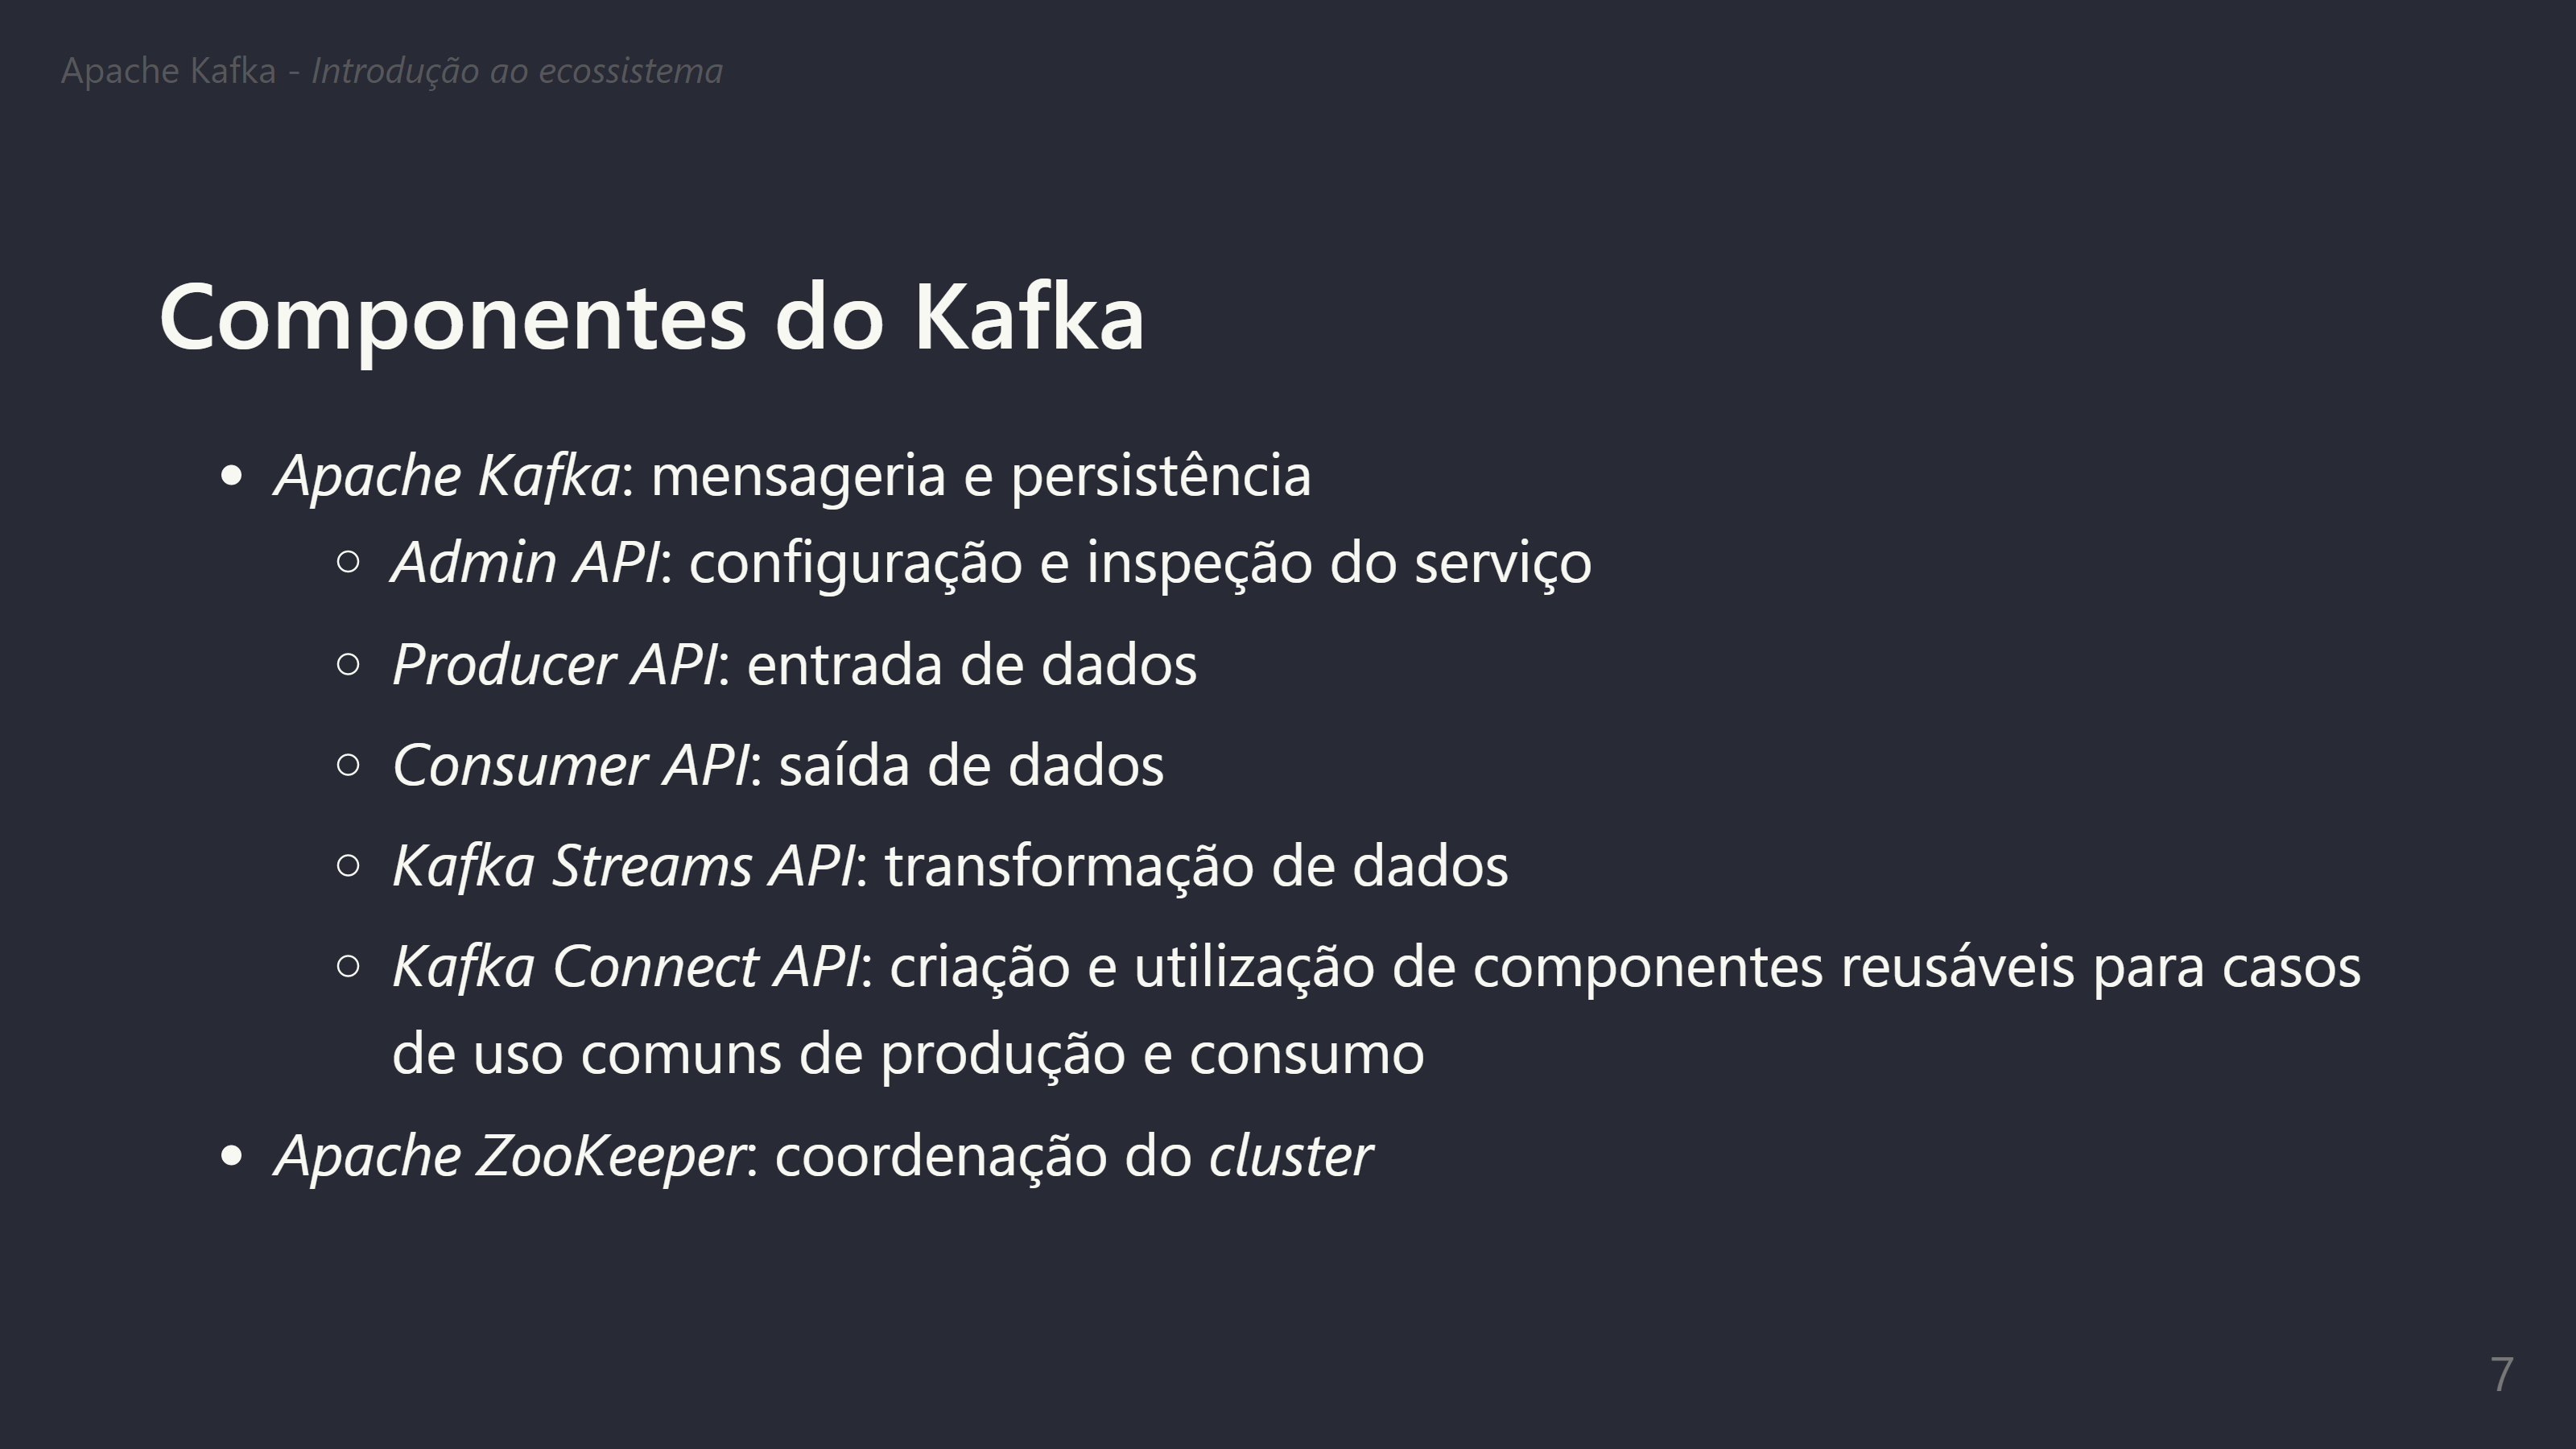 Apache Kafka - Introdução ao ecossistema
Componentes do Kafka
• Apache Kafka: mensageria e persistência
○ Admin API: configuração e inspeção do serviço
○ Producer API: entrada de dados
○ Consumer API: saída de dados
○ Kafka Streams API: transformação de dados
○ Kafka Connect API: criação e utilização de componentes reusáveis para casos
de uso comuns de produção e consumo
• Apache ZooKeeper: coordenação do cluster
7